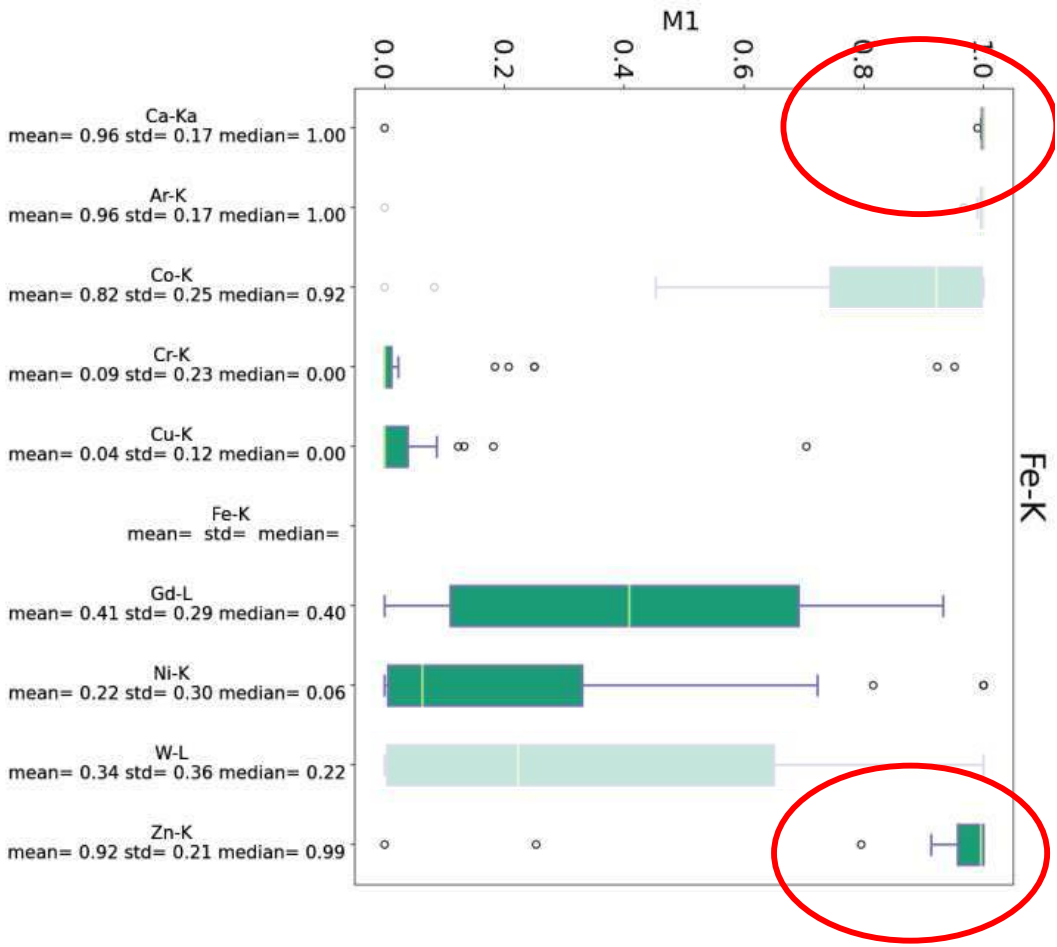 M1
0.0 0.2 0.4 0.6 0.8 1.0
Ca-Ka
mean= 0.96 std= 0.17 median= 1.00
Ar-K
mean= 0.96 std= 0.17 median= 1.00
Co-K
mean= 0.82 std= 0.25 median= 0.92
Cr-K
mean= 0.09 std= 0.23 median= 0.00
Cu-K
mean= 0.04 std= 0.12 median= 0.00
Fe-K
mean= std= median=
Gd-L
mean= 0.41 std= 0.29 median= 0.40
Ni-K
mean= 0.22 std= 0.30 median= 0.06
W-L
mean= 0.34 std= 0.36 median= 0.22
Zn-K
mean= 0.92 std= 0.21 median= 0.99
Fe-K